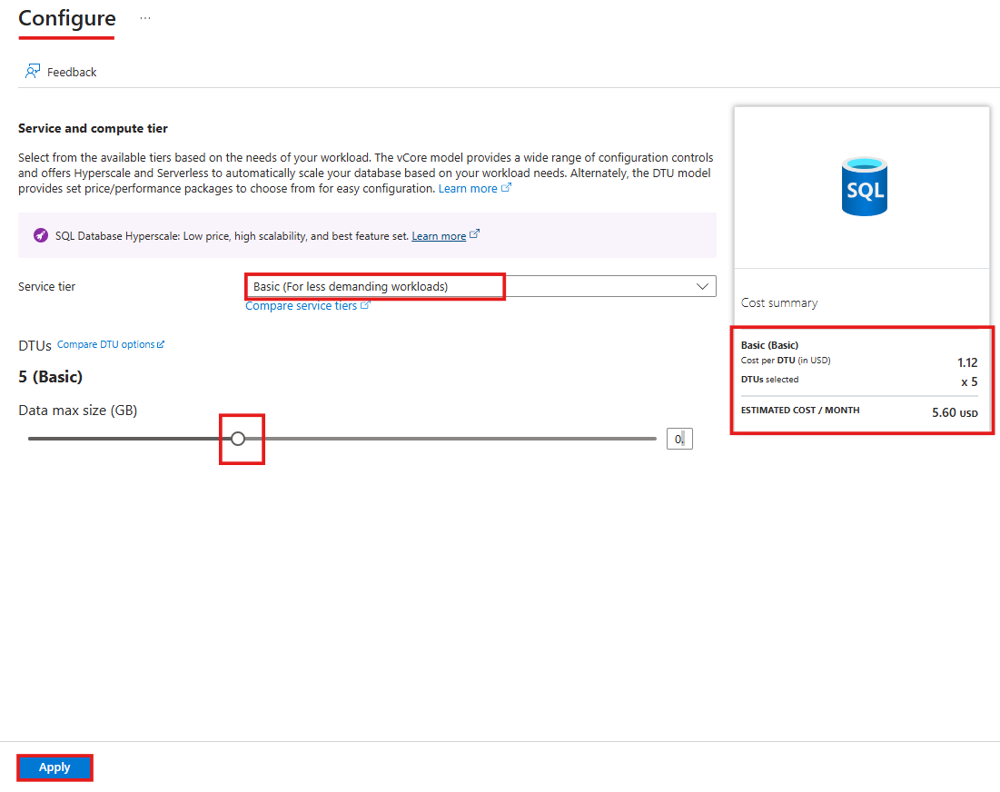 Configure
...
Feedback
Service and compute tier
Select from the available tiers based on the needs of your workload. The vCore model provides a wide range of configuration controls
and offers Hyperscale and Serverless to automatically scale your database based on your workload needs. Alternately, the DTU model
provides set price/performance packages to choose from for easy configuration. Learn more
SQL Database Hyperscale: Low price, high scalability, and best feature set. Learn more
Service tier
Basic (For less demanding workloads)
Compare service tiers
DTUs Compare DTU options
5 (Basic)
Data max size (GB)
0.
SQL
Cost summary
Basic (Basic)
Cost per DTU (in USD) 1.12
DTUs selected x 5
ESTIMATED COST / MONTH 5.60 USD
Apply